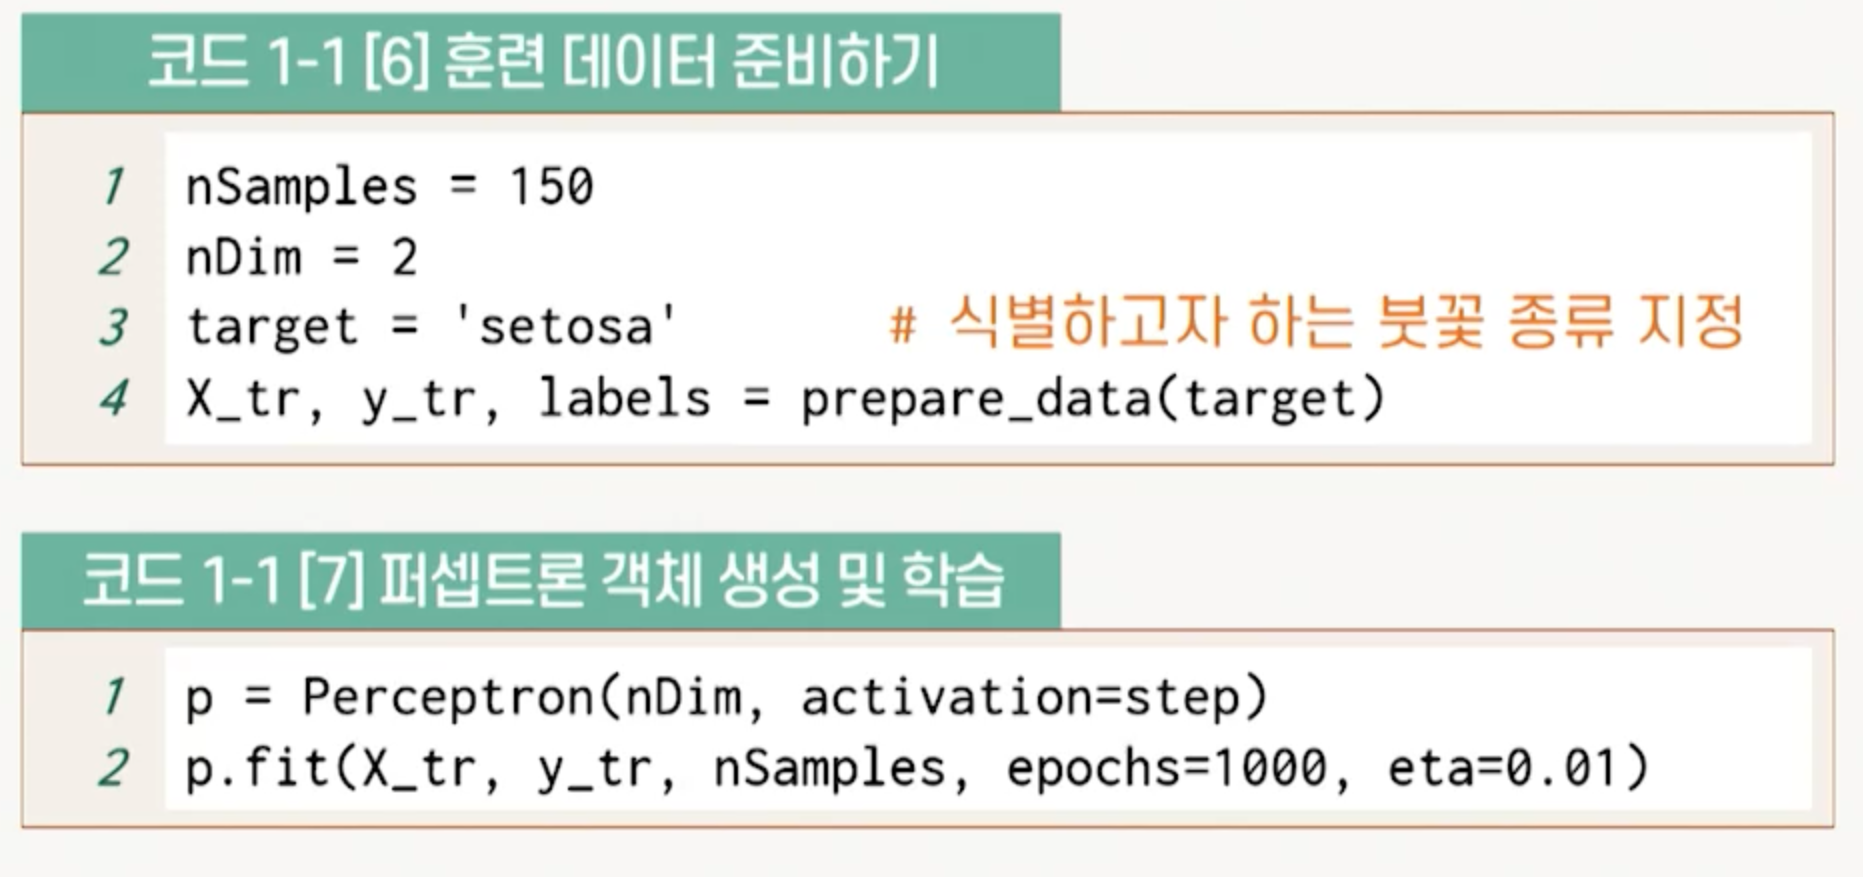 코드 1-1 [6] 훈련 데이터 준비하기
1 nSamples = 150
2 nDim = 2
3 target = 'setosa' # 식별하고자 하는 붓꽃 종류 지정
4 X_tr, y_tr, labels = prepare_data(target)
코드 1-1 [7] 퍼셉트론 객체 생성 및 학습
1 p = Perceptron(nDim, activation=step)
2 p.fit(X_tr, y_tr, nSamples, epochs=1000, eta=0.01)